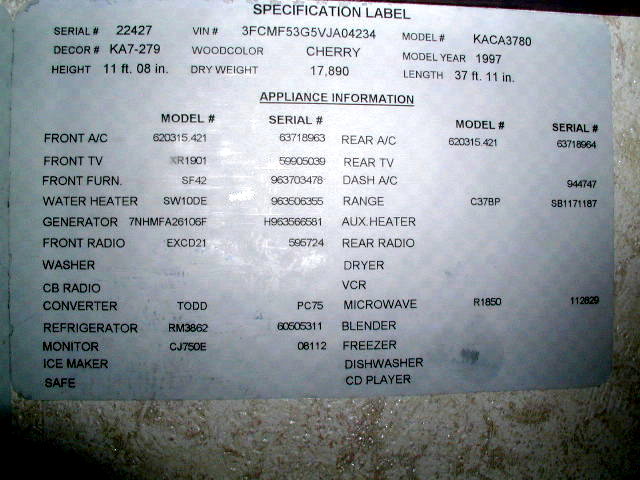 SPECIFICATION LABEL
SERIAL # 22427 VIN # 3FCMF53G5VJA04234 MODEL # KACA3780
DECOR # KA7-279 WOODCOLOR CHERRY MODEL YEAR 1997
HEIGHT 11 ft. 08 in. DRY WEIGHT 17,890 LENGTH 37 ft. 11 in.
APPLIANCE INFORMATION
MODEL # SERIAL # MODEL # SERIAL #
FRONT A/C 620315.421 63718963 REAR A/C 620315.421 63718964
FRONT TV XR1901 59905039 REAR TV
FRONT FURN. SF42 963703478 DASH A/C 944747
WATER HEATER SW10DE 963506355 RANGE C37BP SB1171187
GENERATOR 7NHMFA26106F H963566581 AUX.HEATER
FRONT RADIO EXCD21 595724 REAR RADIO
WASHER DRYER
CB RADIO VCR
CONVERTER TODD PC75 MICROWAVE R1850 112829
REFRIGERATOR RM3862 60505311 BLENDER
MONITOR CJ750E 08112 FREEZER
ICE MAKER DISHWASHER
SAFE CD PLAYER